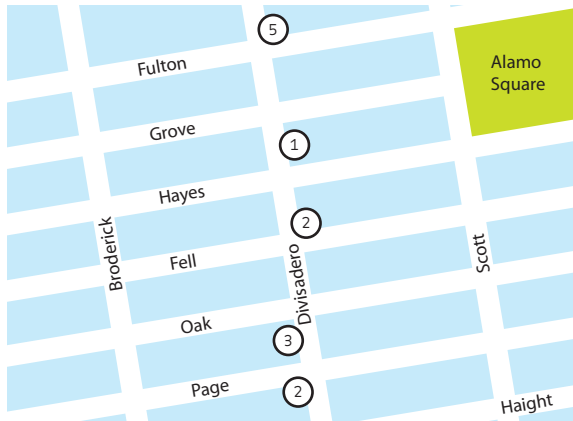 5
Alamo
Square
Fulton
Grove
1
Hayes
2
Broderick
Fell
Divisadero
Scott
Oak
3
Page
2
Haight